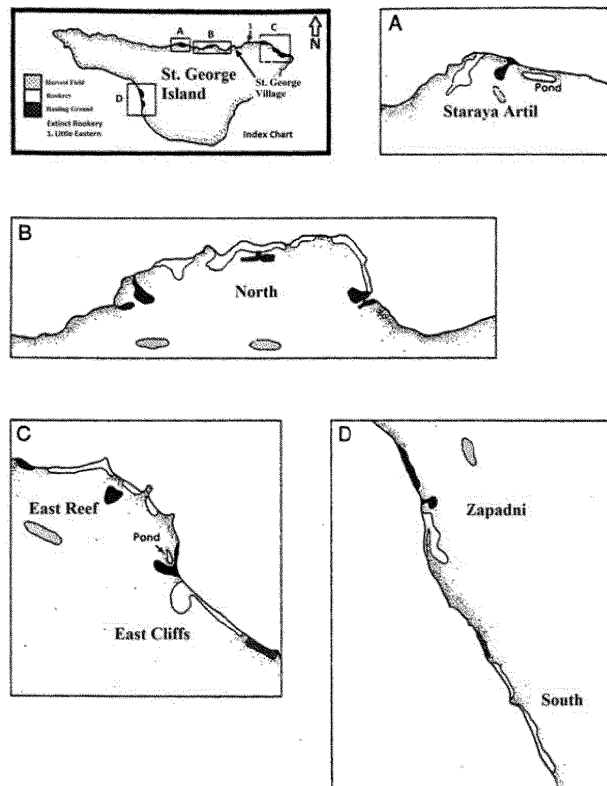 A
B
1
C
N
St. George
Island
St. George
Village
D
Harvest Field
Rookery
Hauling Ground
Extinct Rookery
1. Little Eastern
Index Chart
A
Pond
Staraya Artil
B
North
C
East Reef
Pond
East Cliffs
D
Zapadni
South